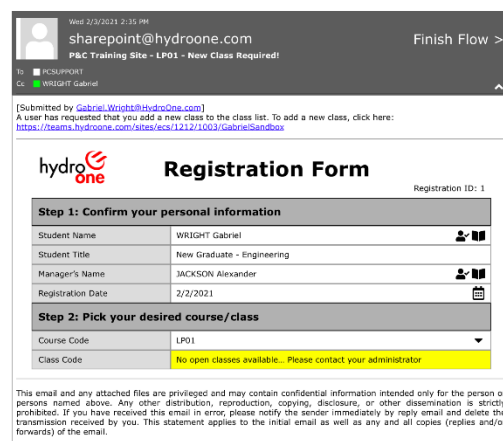 Wed 2/3/2021 2:35 PM
sharepoint@hydroone.com
Finish Flow >
P&C Training Site - LP01 - New Class Required!
To PCSUPPORT
Cc WRIGHT Gabriel
[Submitted by Gabriel.Wright@HydroOne.com]
A user has requested that you add a new class to the class list. To add a new class, click here:
https://teams.hydroone.com/sites/ecs/1212/1003/GabrielSandbox
hydro one
Registration Form
Registration ID: 1
Step 1: Confirm your personal information
Student Name WRIGHT Gabriel
Student Title New Graduate - Engineering
Manager's Name JACKSON Alexander
Registration Date 2/2/2021
Step 2: Pick your desired course/class
Course Code LP01
Class Code No open classes available... Please contact your administrator
This email and any attached files are privileged and may contain confidential information intended only for the person or
persons named above. Any other distribution, reproduction, copying, disclosure, or other dissemination is strictly
prohibited. If you have received this email in error, please notify the sender immediately by reply email and delete the
transmission received by you. This statement applies to the initial email as well as any and all copies (replies and/or
forwards) of the email.